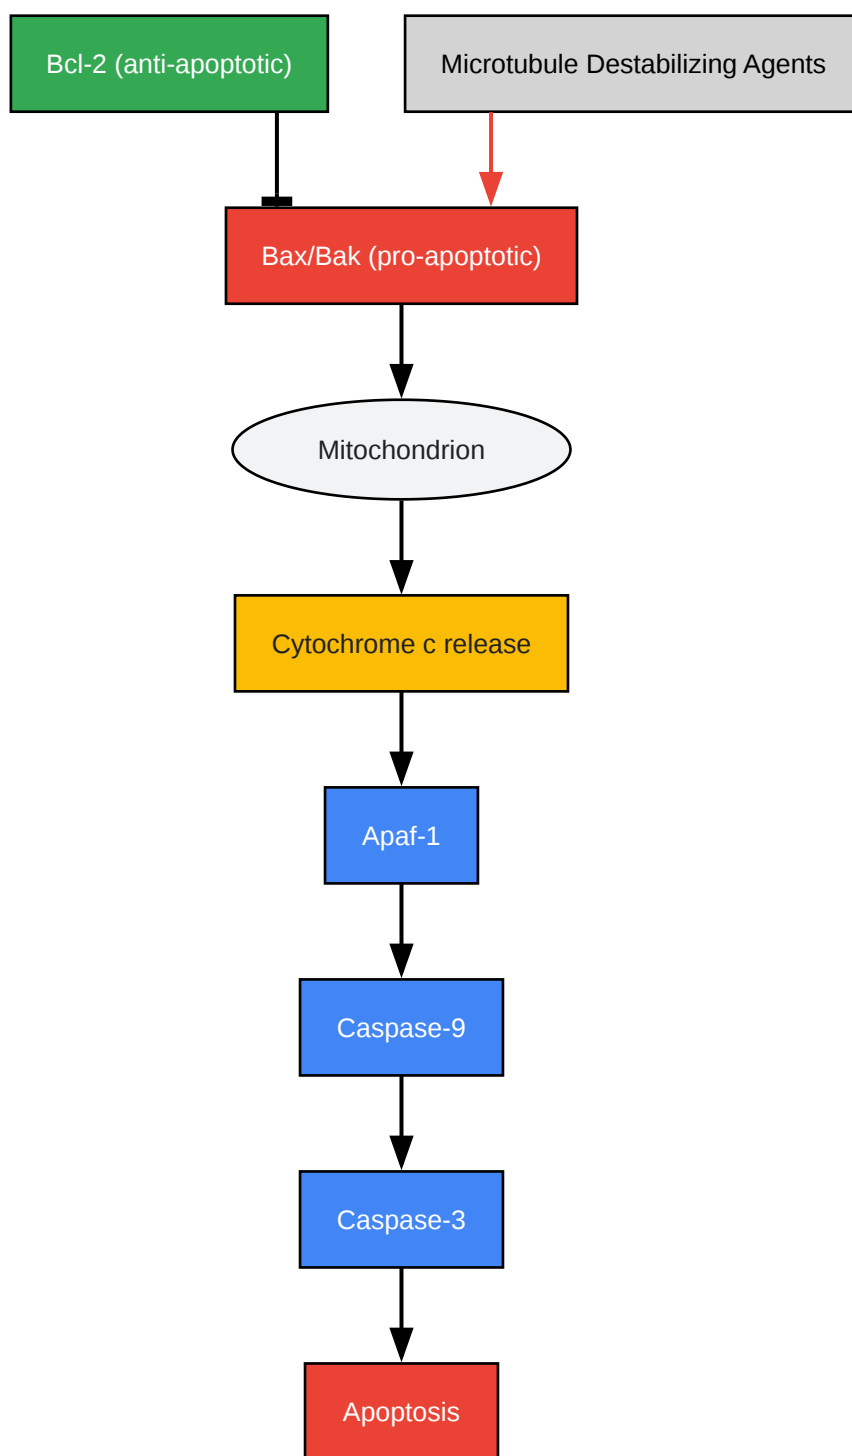 Bcl-2 (anti-apoptotic)
Microtubule Destabilizing Agents
Bax/Bak (pro-apoptotic)
Mitochondrion
Cytochrome c release
Apaf-1
Caspase-9
Caspase-3
Apoptosis